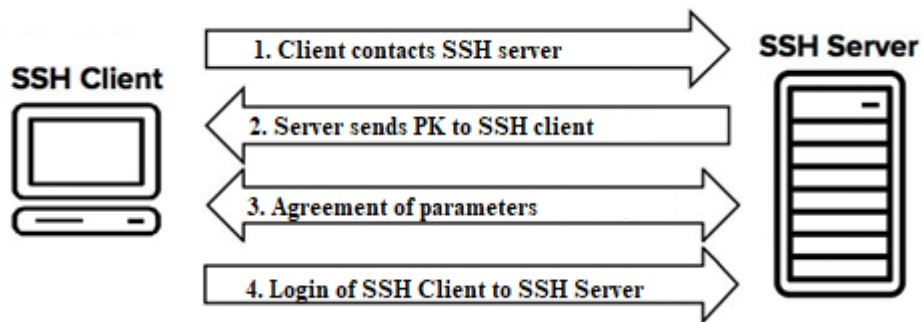 1. Client contacts SSH server
SSH Server
SSH Client
2. Server sends PK to SSH client
3. Agreement of parameters
4. Login of SSH Client to SSH Server